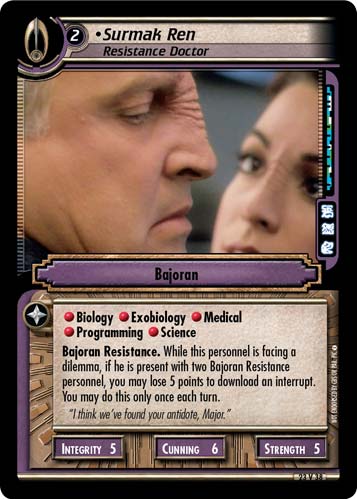 2 •Surmak Ren
Resistance Doctor
Bajoran
Biology Exobiology Medical
Programming Science
Bajoran Resistance. While this personnel is facing a
dilemma, if he is present with two Bajoran Resistance
personnel, you may lose 5 points to download an interrupt.
You may do this only once each turn.
"I think we've found your antidote, Major."
Integrity 5 Cunning 6 Strength 5
23 V 38